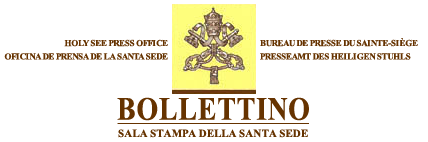 HOLY SEE PRESS OFFICE
OFICINA DE PRENSA DE LA SANTA SEDE
BUREAU DE PRESSE DU SAINTE-SIÈGE
PRESSEAMT DES HEILIGEN STUHLS
BOLLETTINO
SALA STAMPA DELLA SANTA SEDE